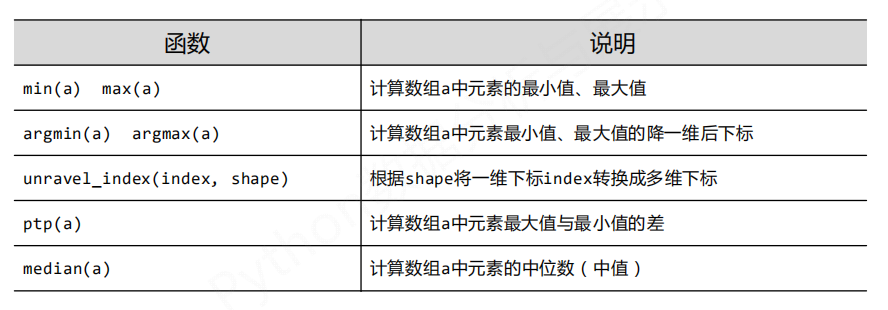 函数 说明
min(a) max(a) 计算数组a中元素的最小值、最大值
argmin(a) argmax(a) 计算数组a中元素最小值、最大值的降一维后下标
unravel_index(index, shape) 根据shape将一维下标index转换成多维下标
ptp(a) 计算数组a中元素最大值与最小值的差
median(a) 计算数组a中元素的中位数（中值）